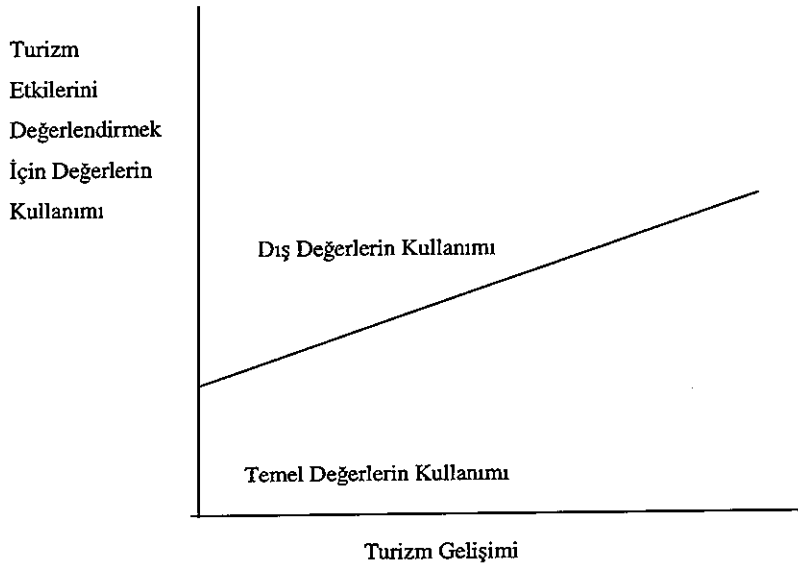 Turizm
Etkilerini
Değerlendirmek
İçin Değerlerin
Kullanımı
Dış Değerlerin Kullanımı
Temel Değerlerin Kullanımı
Turizm Gelişimi